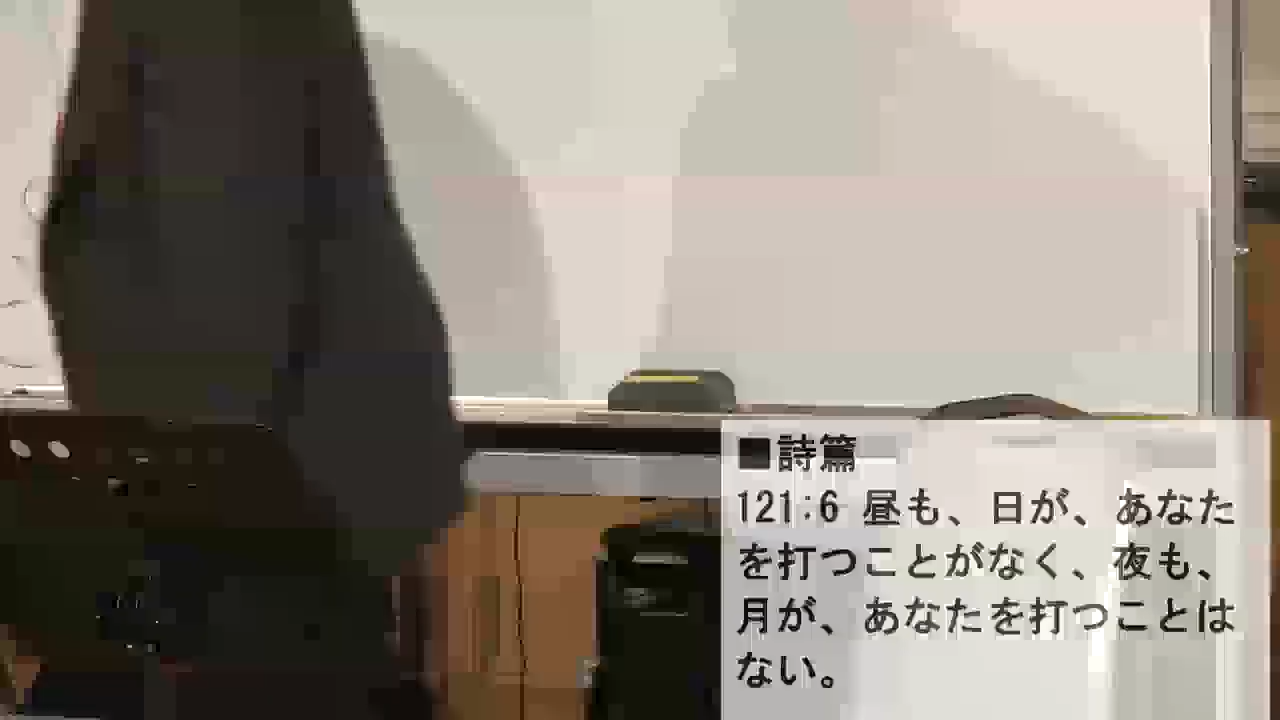 ■詩篇
121:6 昼も、日が、あなた
を打つことがなく、夜も、
月が、あなたを打つことは
ない。